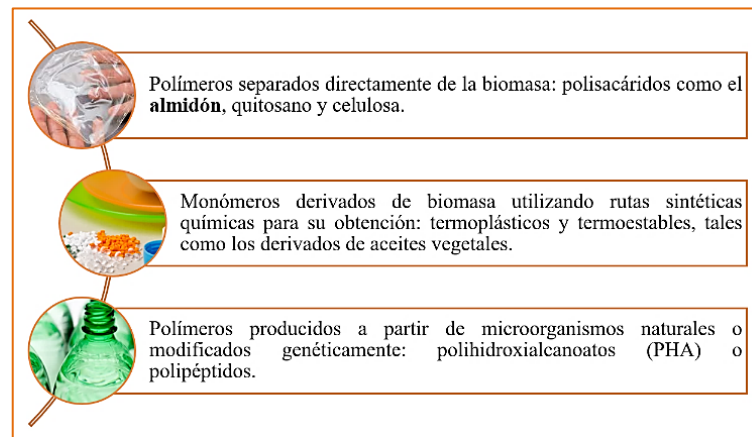 Polímeros separados directamente de la biomasa: polisacáridos como el
almidón, quitosano y celulosa.
Monómeros derivados de biomasa utilizando rutas sintéticas
químicas para su obtención: termoplásticos y termoestables, tales
como los derivados de aceites vegetales.
Polímeros producidos a partir de microorganismos naturales o
modificados genéticamente: polihidroxialcanoatos (PHA) o
polipéptidos.